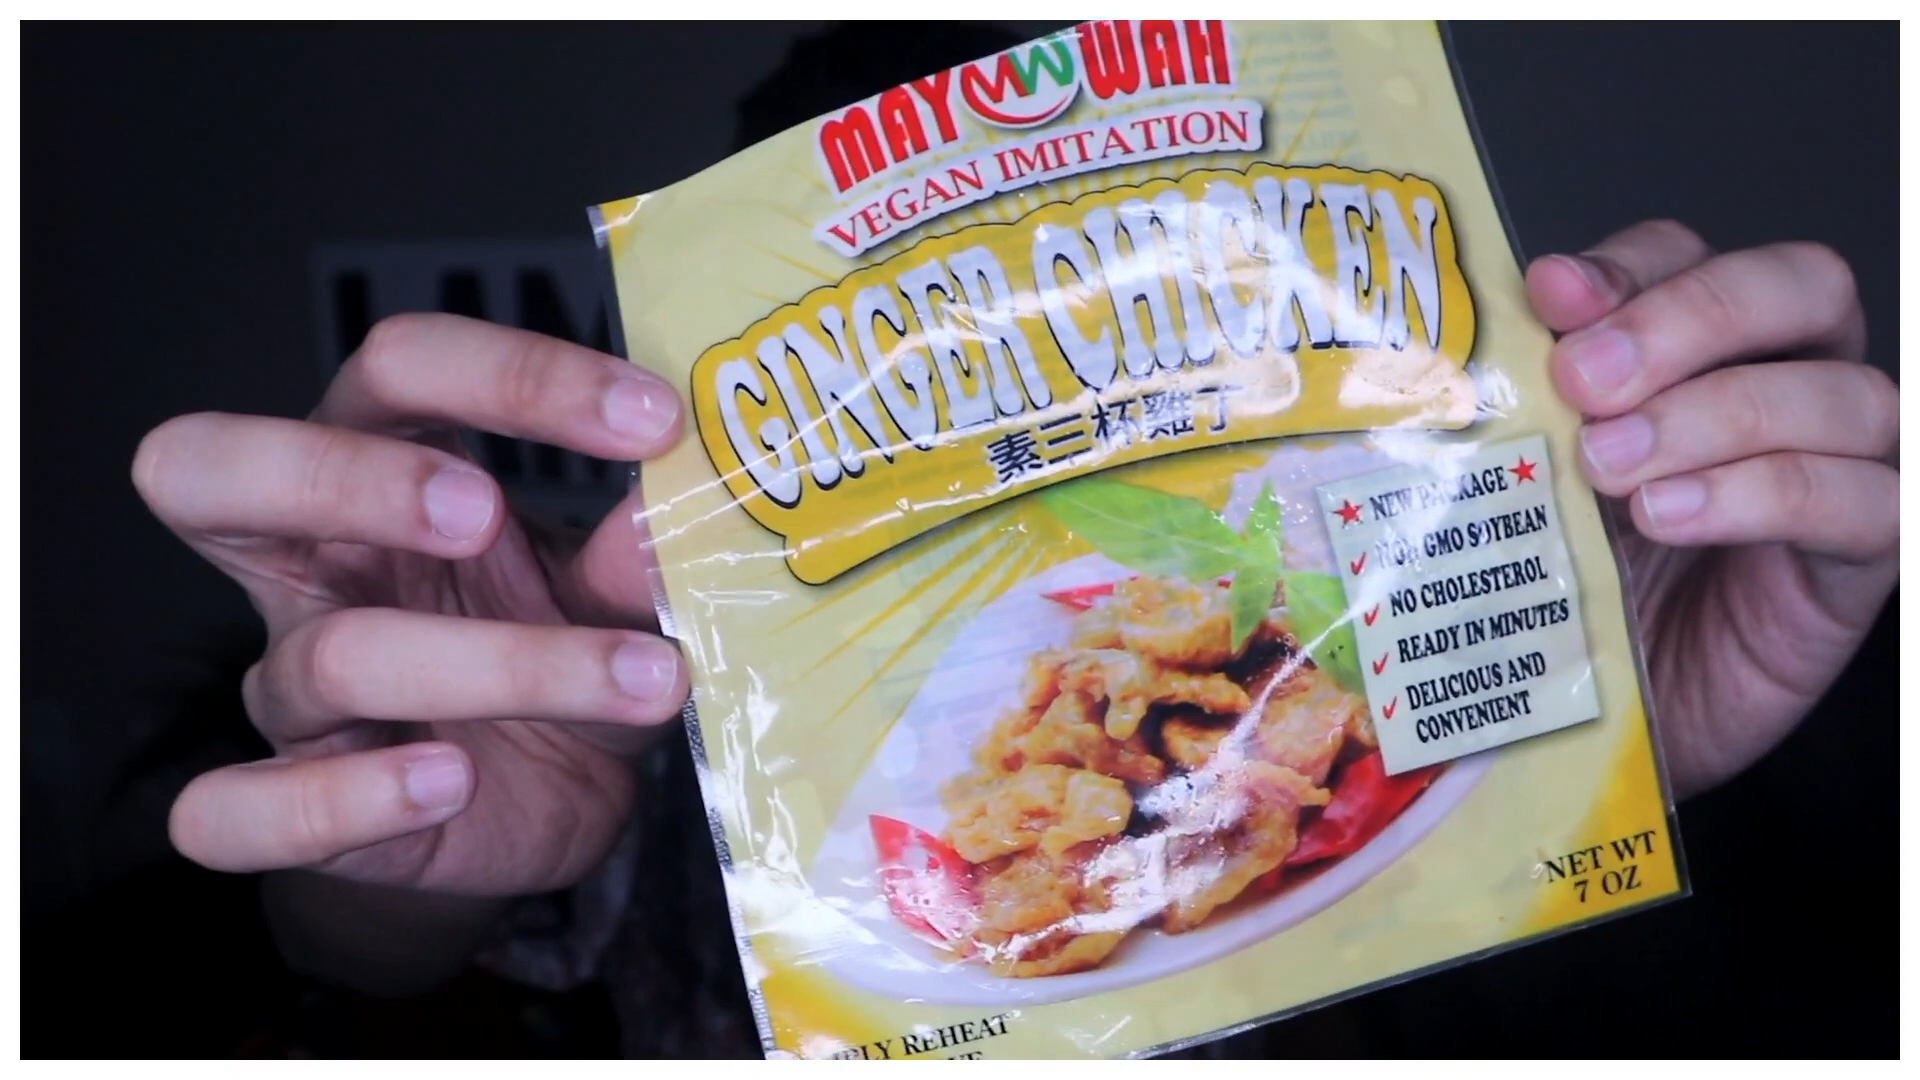 MAY MW WAH
VEGAN IMITATION
GINGER CHICKEN
素三杯雞丁
NEW PACKAGE
NON GMO SOYBEAN
NO CHOLESTEROL
READY IN MINUTES
DELICIOUS AND
CONVENIENT
NET WT
7 OZ
REHEAT
I AM